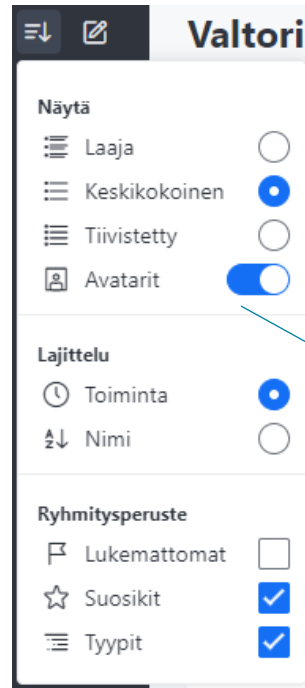 Valtori
Näytä
Laaja
Keskikokoinen
Tiivistetty
Avatarit
Lajittelu
Toiminta
Nimi
Ryhmitysperuste
Lukemattomat
Suosikit
Tyypit